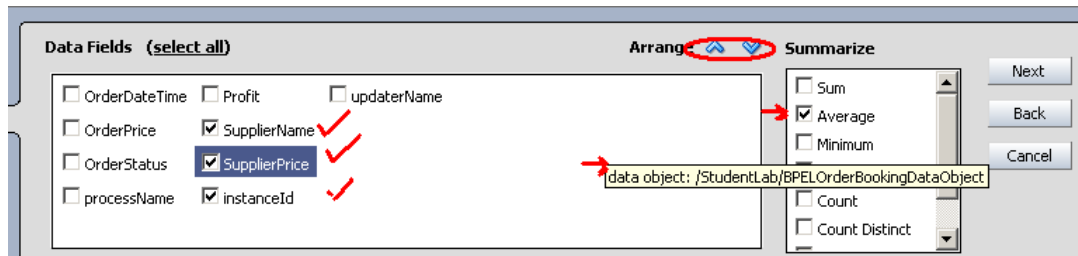 Data Fields (select all) Arrange Summarize
OrderDateTime Profit updaterName
OrderPrice SupplierName
OrderStatus SupplierPrice
processName instanceId
Sum
Average
Minimum
data object: /StudentLab/BPELOrderBookingDataObject
Count
Count Distinct
Next
Back
Cancel